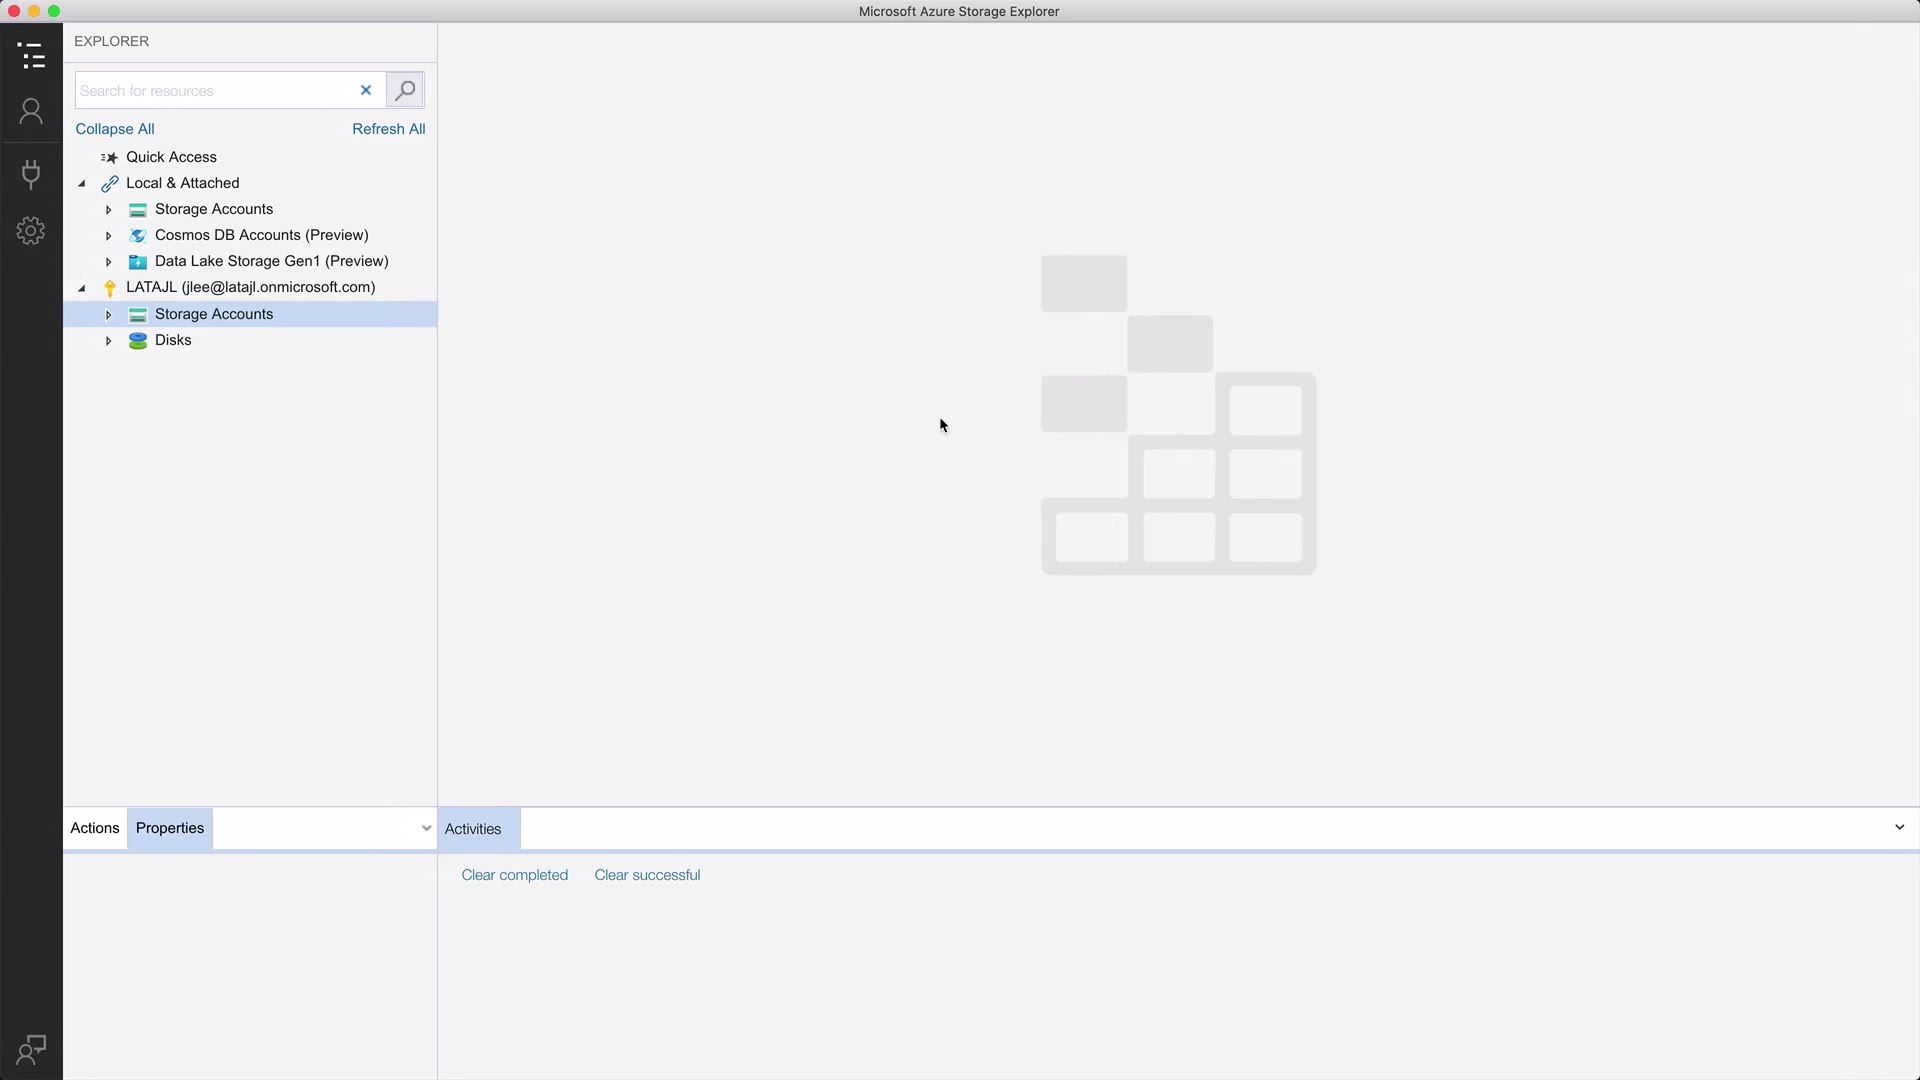 Microsoft Azure Storage Explorer
EXPLORER
Search for resources
Collapse All
Refresh All
Quick Access
Local & Attached
Storage Accounts
Cosmos DB Accounts (Preview)
Data Lake Storage Gen1 (Preview)
LATAJL (jlee@latajl.onmicrosoft.com)
Storage Accounts
Disks
Actions
Properties
Activities
Clear completed
Clear successful